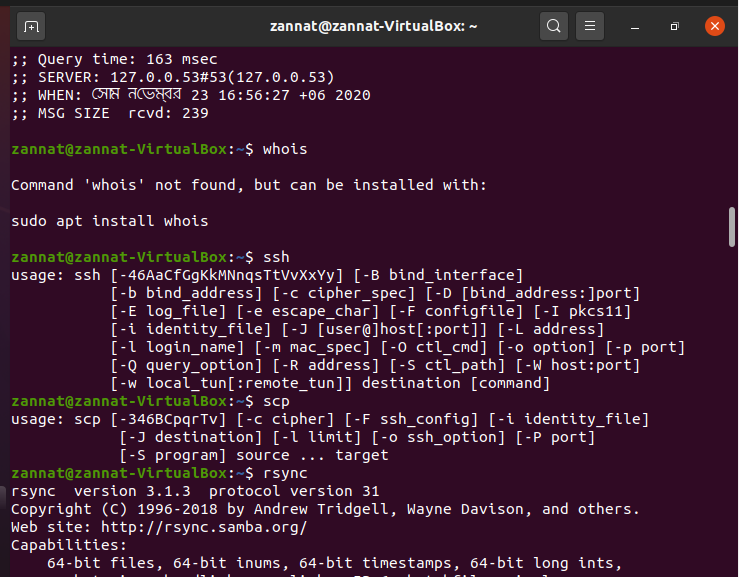 zannat@zannat-VirtualBox: ~
;; Query time: 163 msec
;; SERVER: 127.0.0.53#53(127.0.0.53)
;; WHEN: সোম নভেম্বর 23 16:56:27 +06 2020
;; MSG SIZE  rcvd: 239
zannat@zannat-VirtualBox:~$ whois
Command 'whois' not found, but can be installed with:
sudo apt install whois
zannat@zannat-VirtualBox:~$ ssh
usage: ssh [-46AaCfGgKkMNnqsTtVvXxYy] [-B bind_interface]
           [-b bind_address] [-c cipher_spec] [-D [bind_address:]port]
           [-E log_file] [-e escape_char] [-F configfile] [-I pkcs11]
           [-i identity_file] [-J [user@]host[:port]] [-L address]
           [-l login_name] [-m mac_spec] [-O ctl_cmd] [-o option] [-p port]
           [-Q query_option] [-R address] [-S ctl_path] [-W host:port]
           [-w local_tun[:remote_tun]] destination [command]
zannat@zannat-VirtualBox:~$ scp
usage: scp [-346BCpqrTv] [-c cipher] [-F ssh_config] [-i identity_file]
            [-J destination] [-l limit] [-o ssh_option] [-P port]
            [-S program] source ... target
zannat@zannat-VirtualBox:~$ rsync
rsync  version 3.1.3  protocol version 31
Copyright (C) 1996-2018 by Andrew Tridgell, Wayne Davison, and others.
Web site: http://rsync.samba.org/
Capabilities:
    64-bit files, 64-bit inums, 64-bit timestamps, 64-bit long ints,